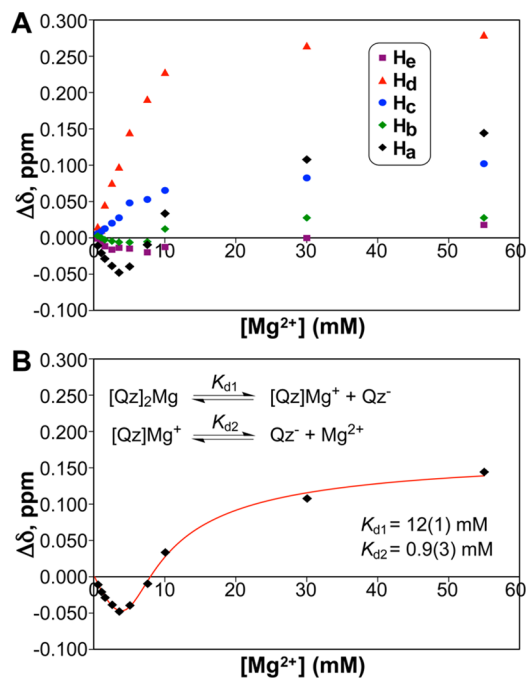 A
0.300
0.250
0.200
0.150
0.100
0.050
0.000
-0.050
-0.100
Δδ, ppm
He
Hd
Hc
Hb
Ha
0 10 20 30 40 50 60
[Mg²⁺] (mM)
B
0.300
0.250
0.200
0.150
0.100
0.050
0.000
-0.050
-0.100
Δδ, ppm
[Qz]₂Mg Kd1 [Qz]Mg⁺ + Qz⁻
[Qz]Mg⁺ Kd2 Qz⁻ + Mg²⁺
Kd1 = 12(1) mM
Kd2 = 0.9(3) mM
0 10 20 30 40 50 60
[Mg²⁺] (mM)